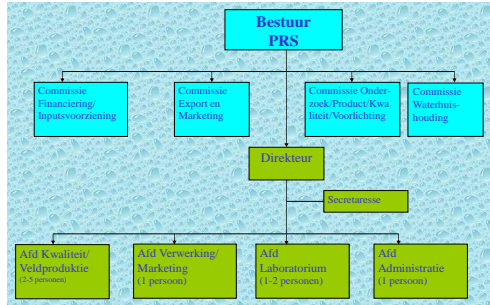 Bestuur
PRS
Commissie
Financiering/
Inputsvoorziening
Commissie
Export en
Marketing
Commissie Onder-
zoek/Product/Kwa
liteit/Voorlichting
Commissie
Waterhuis-
houding
Direkteur
Secretaresse
Afd Kwaliteit/
Veldproduktie
(2-5 personen)
Afd Verwerking/
Marketing
(1 persoon)
Afd
Laboratorium
(1-2 personen)
Afd
Administratie
(1 persoon)